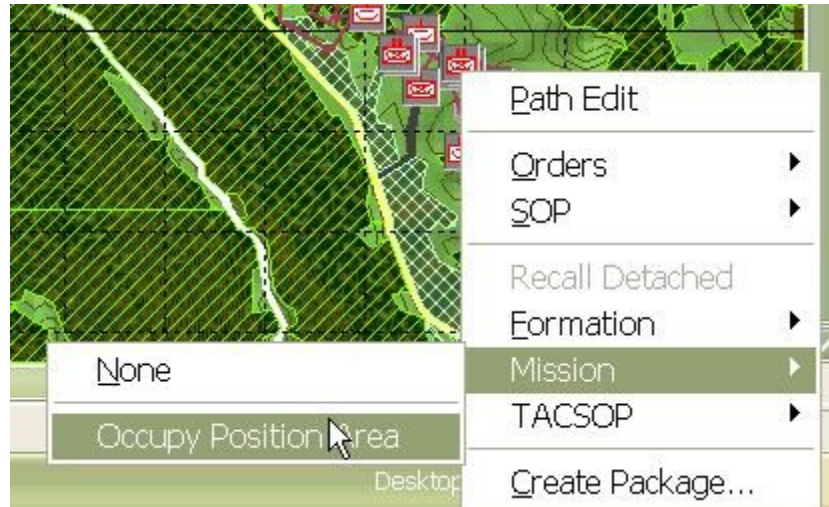 Path Edit
Orders
SOP
Recall Detached
Formation
Mission
TACSOP
Create Package...
None
Occupy Position Area
Desktop